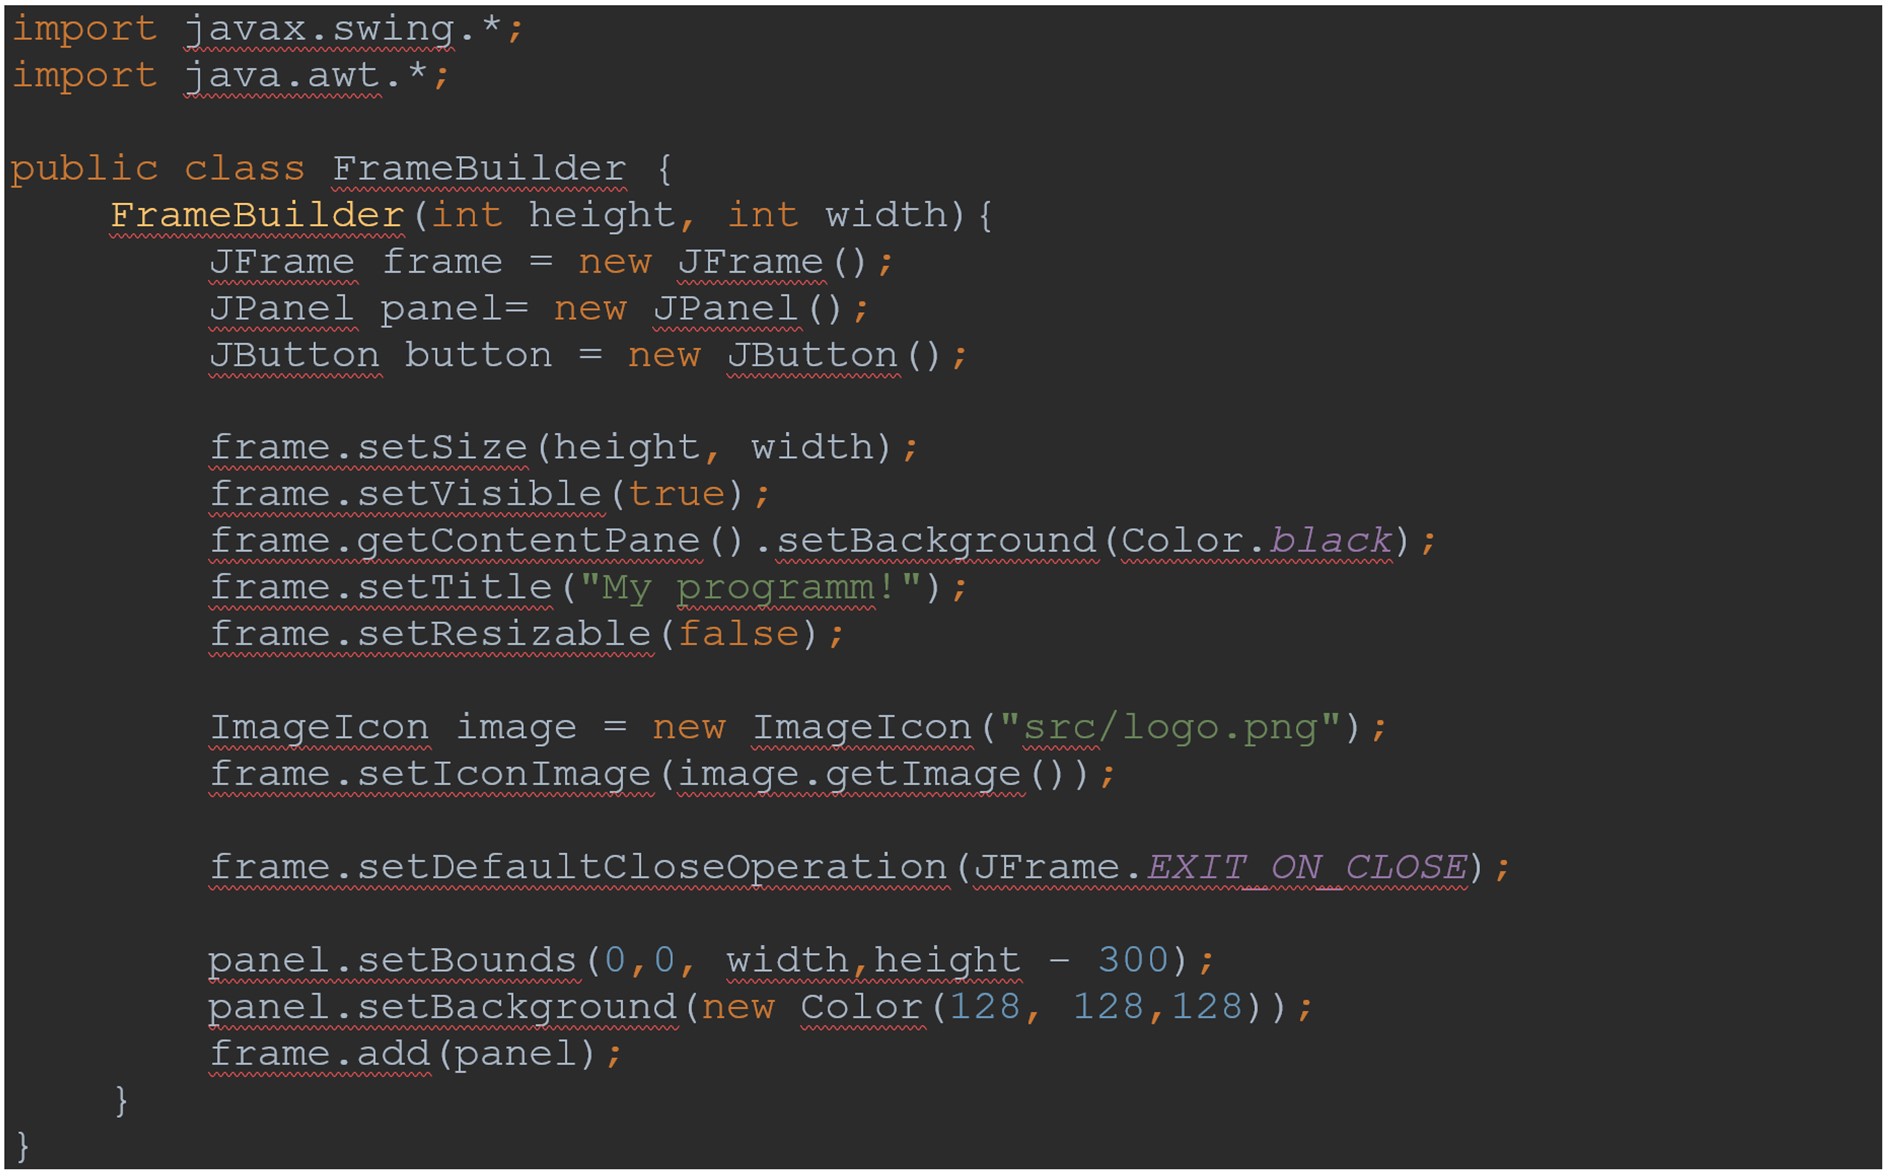 import javax.swing.*;
import java.awt.*;
public class FrameBuilder {
FrameBuilder(int height, int width){
JFrame frame = new JFrame();
JPanel panel= new JPanel();
JButton button = new JButton();
frame.setSize(height, width);
frame.setVisible(true);
frame.getContentPane().setBackground(Color.black);
frame.setTitle("My programm!");
frame.setResizable(false);
ImageIcon image = new ImageIcon("src/logo.png");
frame.setIconImage(image.getImage());
frame.setDefaultCloseOperation(JFrame.EXIT_ON_CLOSE);
panel.setBounds(0,0, width,height - 300);
panel.setBackground(new Color(128, 128,128));
frame.add(panel);
}
}